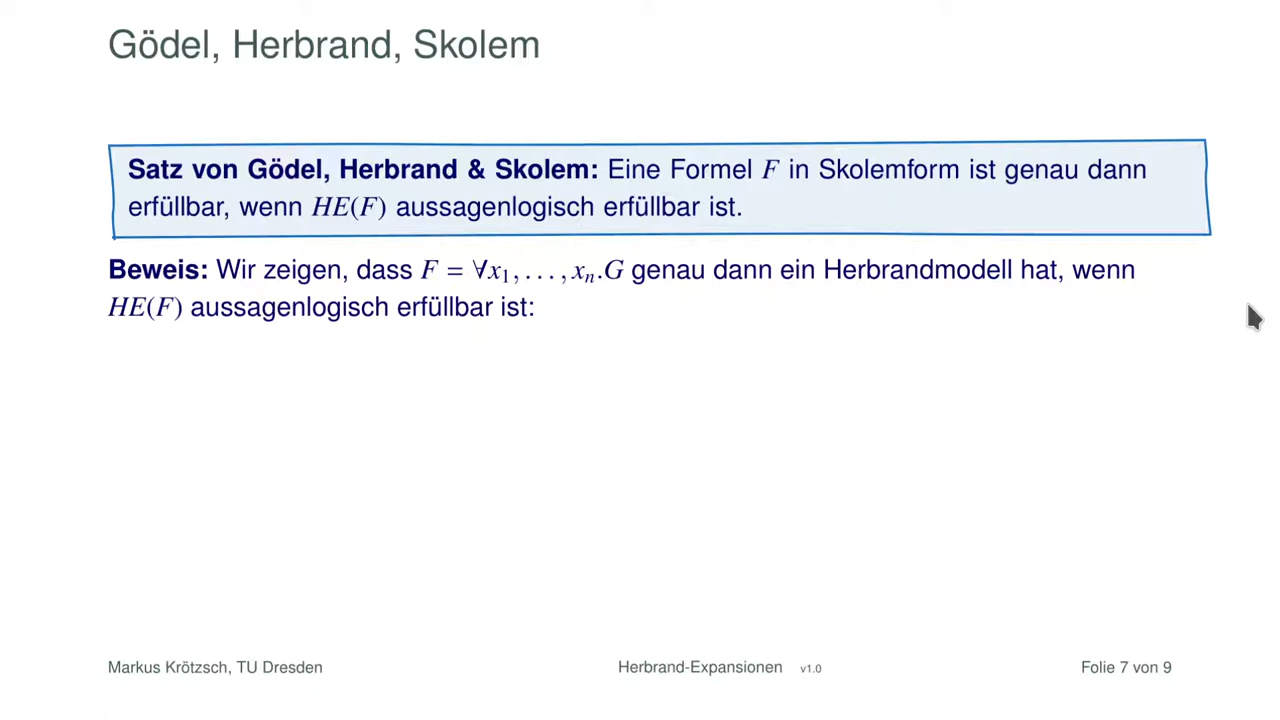 Gödel, Herbrand, Skolem
Satz von Gödel, Herbrand & Skolem: Eine Formel F in Skolemform ist genau dann
erfüllbar, wenn HE(F) aussagenlogisch erfüllbar ist.
Beweis: Wir zeigen, dass F = ∀x₁, . . . , xₙ.G genau dann ein Herbrandmodell hat, wenn
HE(F) aussagenlogisch erfüllbar ist:
Markus Krötzsch, TU Dresden Herbrand-Expansionen v1.0 Folie 7 von 9